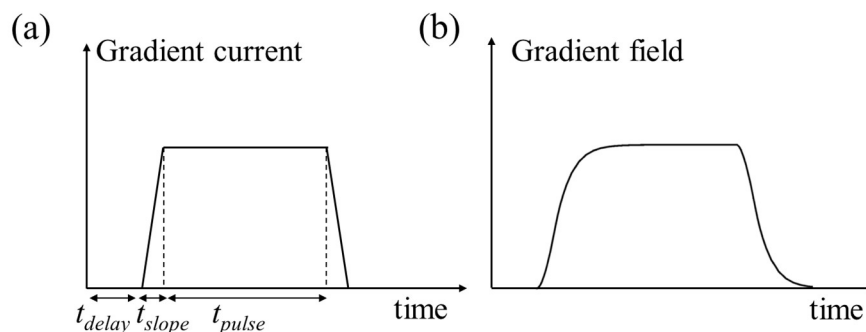 (a)
Gradient current
t_delay t_slope t_pulse
time
(b)
Gradient field
time